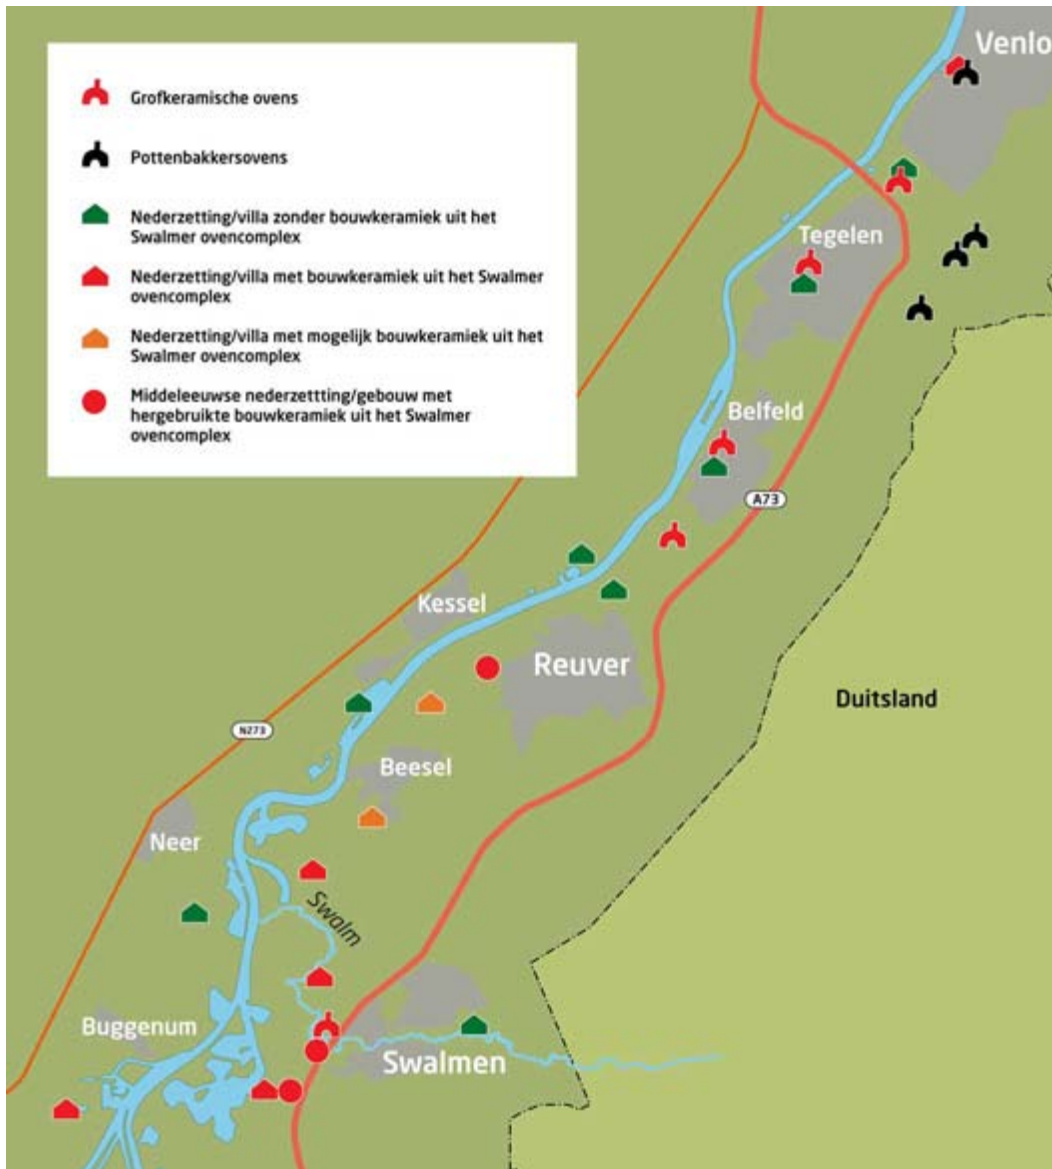 Grofkeramische ovens
Pottenbakkersovens
Nederzetting/villa zonder bouwkeramiek uit het
Swalmer ovencomplex
Nederzetting/villa met bouwkeramiek uit het Swalmer
ovencomplex
Nederzetting/villa met mogelijk bouwkeramiek uit het
Swalmer ovencomplex
Middeleeuwse nederzettting/gebouw met
hergebruikte bouwkeramiek uit het Swalmer
ovencomplex
Venlo
Tegelen
Belfeld
A73
Kessel
Reuver
Duitsland
N273
Beesel
Neer
Swalm
Buggenum
Swalmen